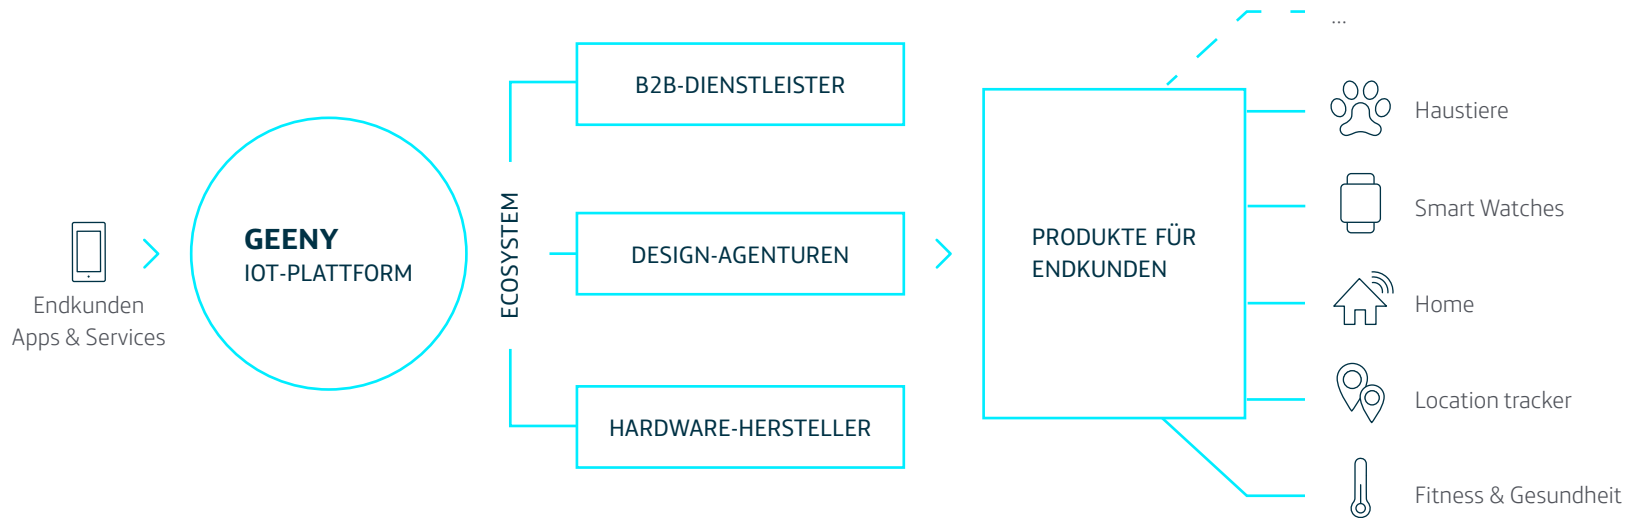 Endkunden
Apps & Services
GEENY
IOT-PLATTFORM
ECOSYSTEM
B2B-DIENSTLEISTER
DESIGN-AGENTUREN
HARDWARE-HERSTELLER
PRODUKTE FÜR
ENDKUNDEN
...
Haustiere
Smart Watches
Home
Location tracker
Fitness & Gesundheit